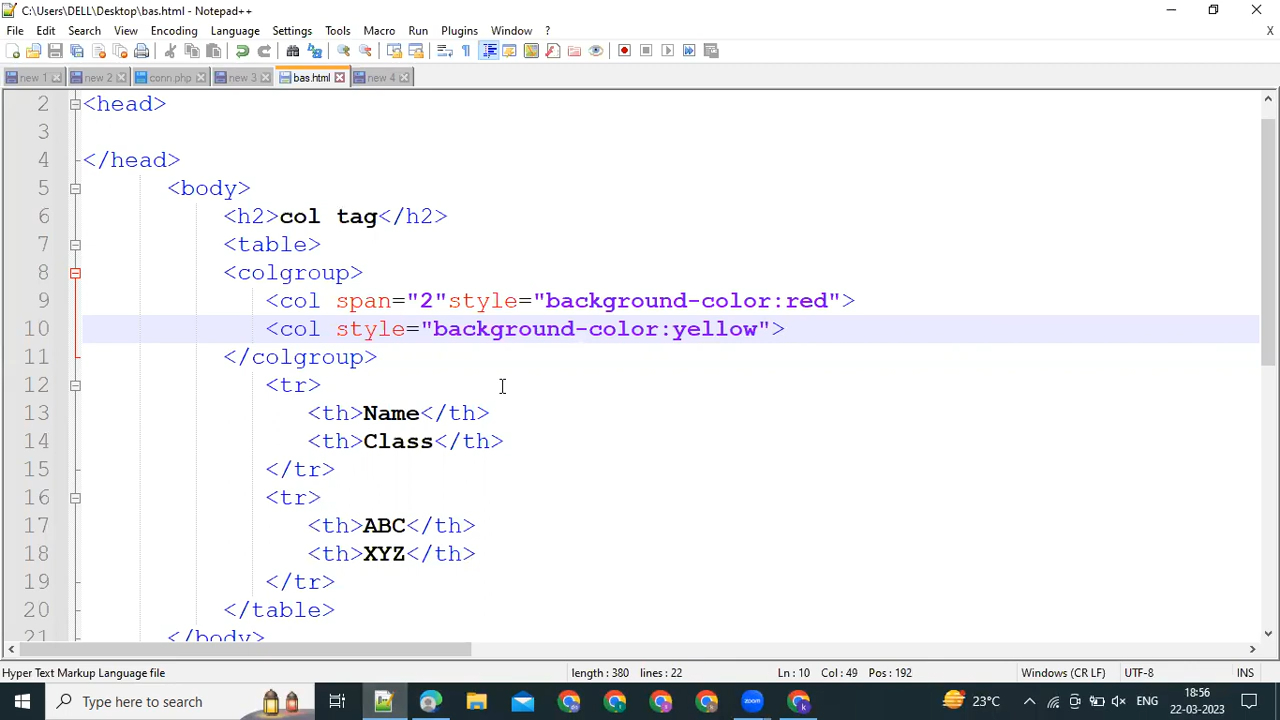 C:\Users\DELL\Desktop\bas.html - Notepad++
File Edit Search View Encoding Language Settings Tools Macro Run Plugins Window ? X
new 1 new 2 conn.php new 3 bas.html new 4
2 <head>
3
4 </head>
5 <body>
6 <h2>col tag</h2>
7 <table>
8 <colgroup>
9 <col span="2"style="background-color:red">
10 <col style="background-color:yellow">
11 </colgroup>
12 <tr>
13 <th>Name</th>
14 <th>Class</th>
15 </tr>
16 <tr>
17 <th>ABC</th>
18 <th>XYZ</th>
19 </tr>
20 </table>
21 </body>
Hyper Text Markup Language file length : 380 lines : 22 Ln : 10 Col : 49 Pos : 192 Windows (CR LF) UTF-8 INS
Type here to search zoom k 23°C ENG 18:56
22-03-2023